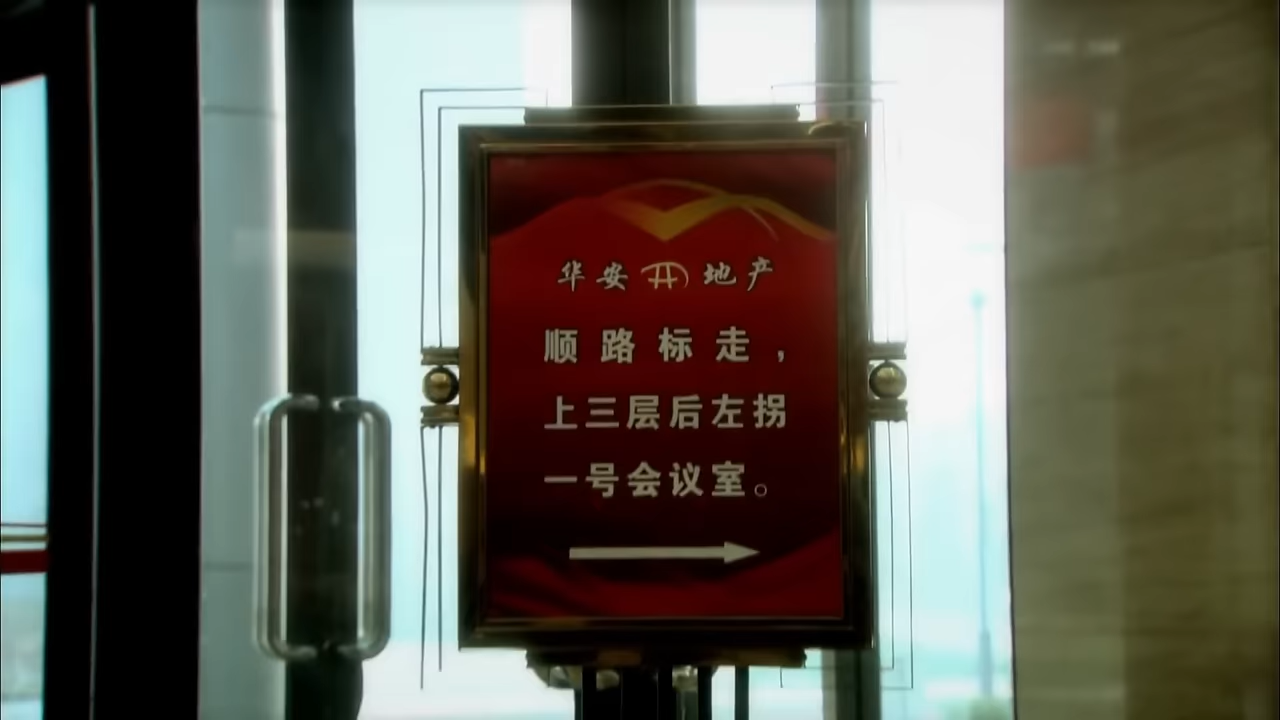 华安 地产
顺路标走，
上三层后左拐
一号会议室。